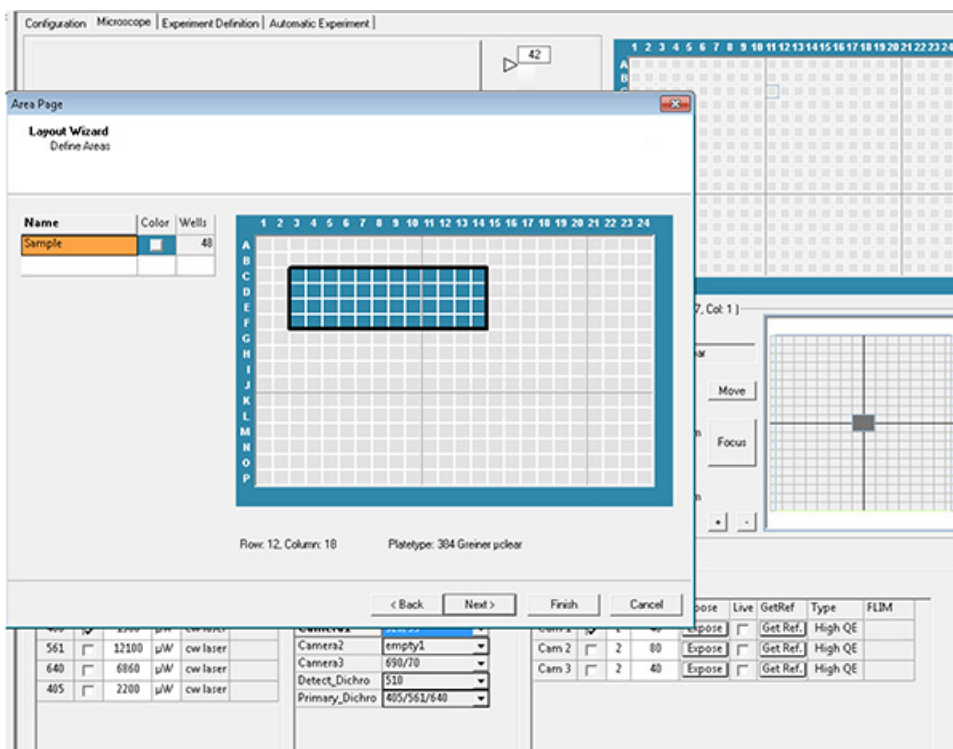 Configuration Microscope Experiment Definition Automatic Experiment
42
1 2 3 4 5 6 7 8 9 10 11 12 13 14 15 16 17 18 19 20 21 22 23 24
A
B
Area Page
Layout Wizard
Define Areas
Name Color Wells
Sample 48
1 2 3 4 5 6 7 8 9 10 11 12 13 14 15 16 17 18 19 20 21 22 23 24
A
B
C
D
E
F
G
H
I
J
K
L
M
N
O
P
Row: 12, Column: 18 Platetype: 384 Greiner µclear
< Back Next > Finish Cancel
7, Col: 1 ]
Move
Focus
+ -
Live GetRef Type FLIM
Expose Get Ref. High QE
561 12100 µW cw laser
640 6860 µW cw laser
405 2200 µW cw laser
Camera2 empty1
Camera3 690/70
Detect_Dichro 510
Primary_Dichro 405/561/640
Cam 2 2 80 Expose Get Ref. High QE
Cam 3 2 40 Expose Get Ref. High QE